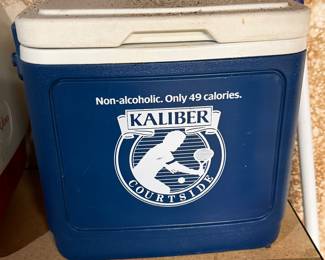 Non-alcoholic. Only 49 calories.
KALIBER
COURTSIDE